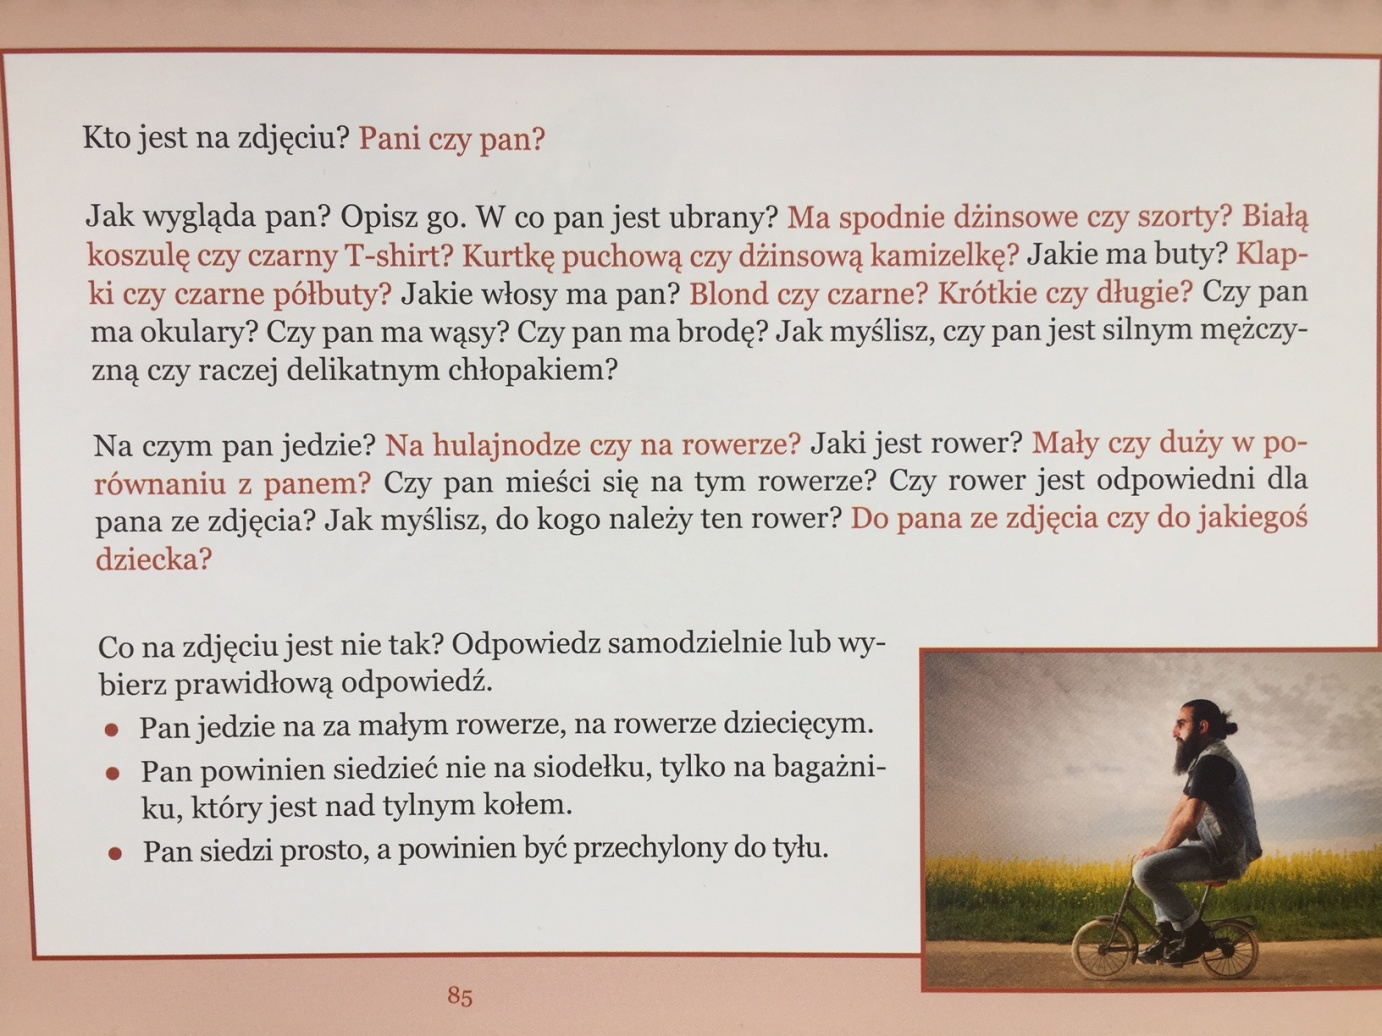 Kto jest na zdjęciu? Pani czy pan?
Jak wygląda pan? Opisz go. W co pan jest ubrany? Ma spodnie dżinsowe czy szorty? Białą
koszulę czy czarny T-shirt? Kurtkę puchową czy dżinsową kamizelkę? Jakie ma buty? Klap-
ki czy czarne półbuty? Jakie włosy ma pan? Blond czy czarne? Krótkie czy długie? Czy pan
ma okulary? Czy pan ma wąsy? Czy pan ma brodę? Jak myślisz, czy pan jest silnym mężczy-
zną czy raczej delikatnym chłopakiem?
Na czym pan jedzie? Na hulajnodze czy na rowerze? Jaki jest rower? Mały czy duży w po-
równaniu z panem? Czy pan mieści się na tym rowerze? Czy rower jest odpowiedni dla
pana ze zdjęcia? Jak myślisz, do kogo należy ten rower? Do pana ze zdjęcia czy do jakiegoś
dziecka?
Co na zdjęciu jest nie tak? Odpowiedz samodzielnie lub wy-
bierz prawidłową odpowiedź.
• Pan jedzie na za małym rowerze, na rowerze dziecięcym.
• Pan powinien siedzieć nie na siodełku, tylko na bagażni-
ku, który jest nad tylnym kołem.
• Pan siedzi prosto, a powinien być przechylony do tyłu.
85